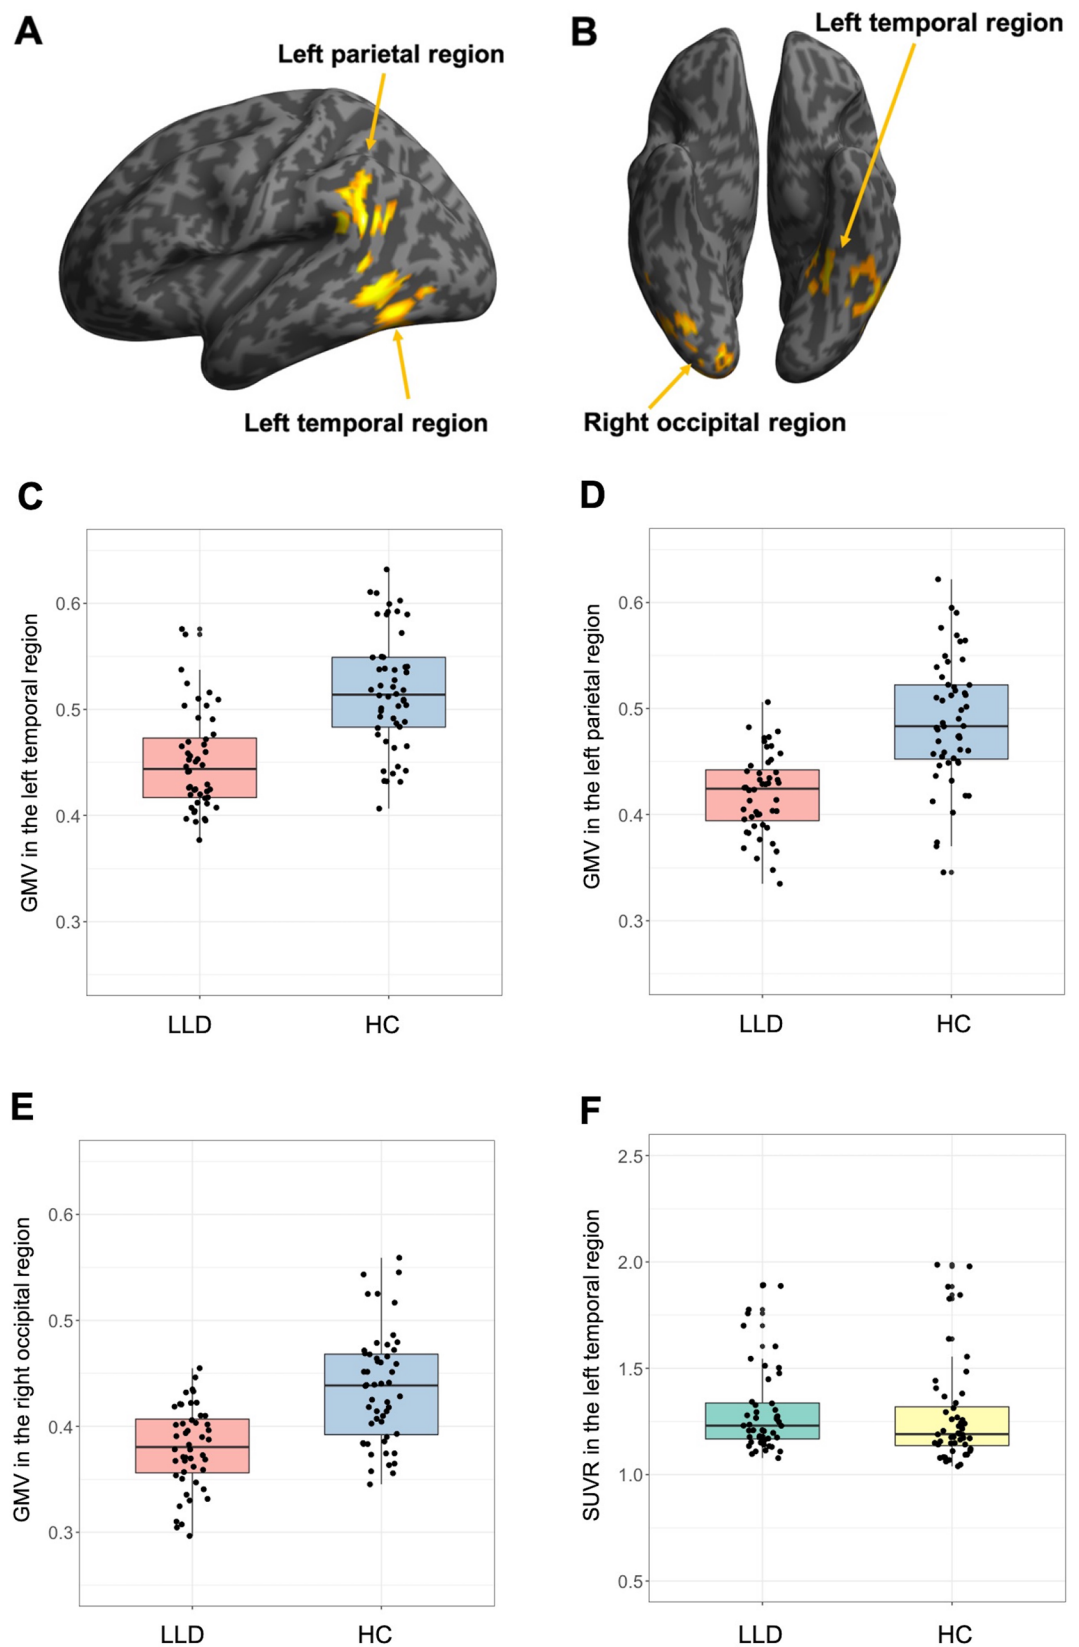 A
B
Left temporal region
Left parietal region
Left temporal region
Right occipital region
C
D
GMV in the left temporal region
0.6
0.5
0.4
0.3
LLD
HC
GMV in the left parietal region
0.6
0.5
0.4
0.3
LLD
HC
E
F
GMV in the right occipital region
0.6
0.5
0.4
0.3
LLD
HC
SUVR in the left temporal region
2.5
2.0
1.5
1.0
0.5
LLD
HC